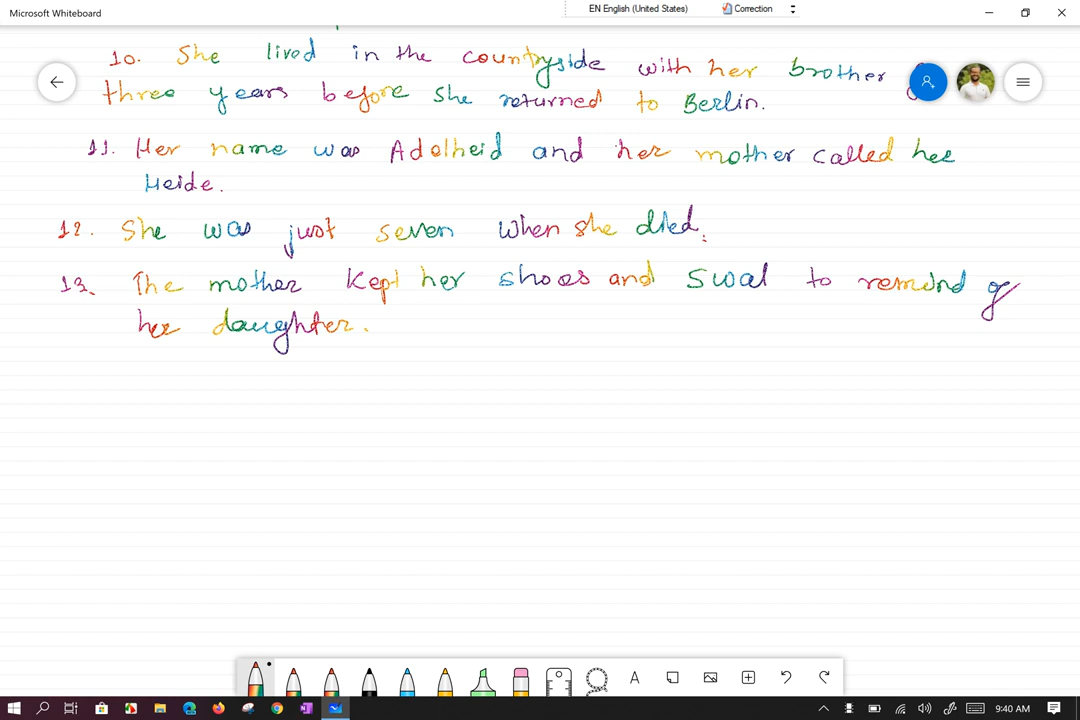 Microsoft Whiteboard
EN English (United States) Correction
10. She lived in the countryside with her brother
three years before she returned to Berlin.
11. Her name was Adelheid and her mother called her
Heide.
12. She was just seven when she died.
13. The mother kept her shoes and swal to remind of
her daughter.
A
9:40 AM